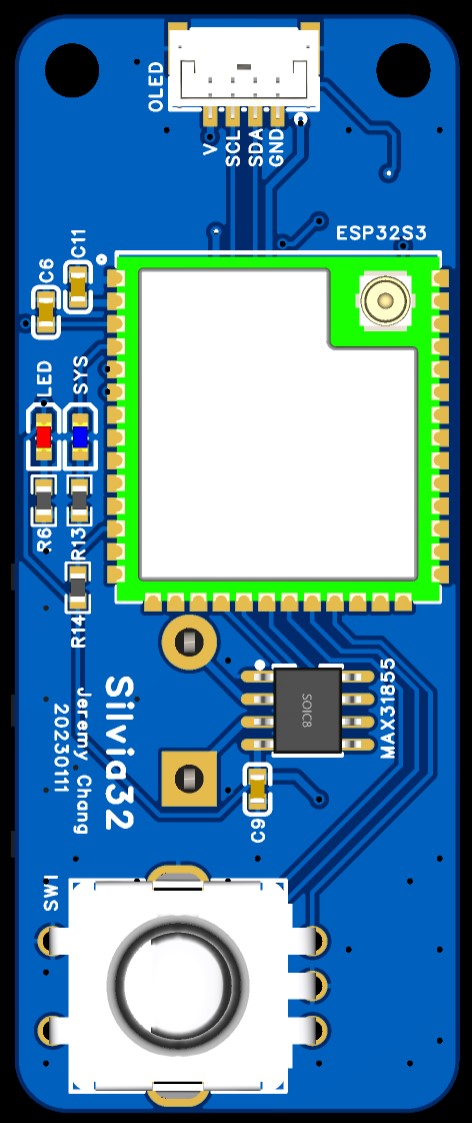 OLED
V
SCL
SDA
GND
ESP32S3
C6
C11
LED
SYS
R6
R13
R14
MAX31855
SOIC8
Silvia32
Jeremy Chang
20230111
C9
SW1